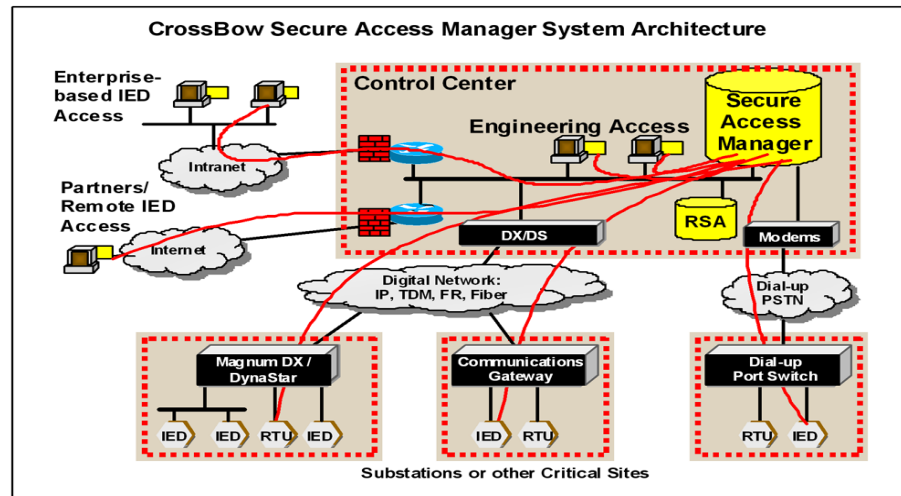 CrossBow Secure Access Manager System Architecture
Enterprise-
based IED
Access
Control Center
Secure
Access
Manager
Engineering Access
Intranet
Partners/
Remote IED
Access
RSA
DX/DS
Modems
Internet
Digital Network:
IP, TDM, FR, Fiber
Dial-up
PSTN
Magnum DX /
DynaStar
Communications
Gateway
Dial-up
Port Switch
IED
IED
RTU
IED
IED
RTU
RTU
IED
Substations or other Critical Sites